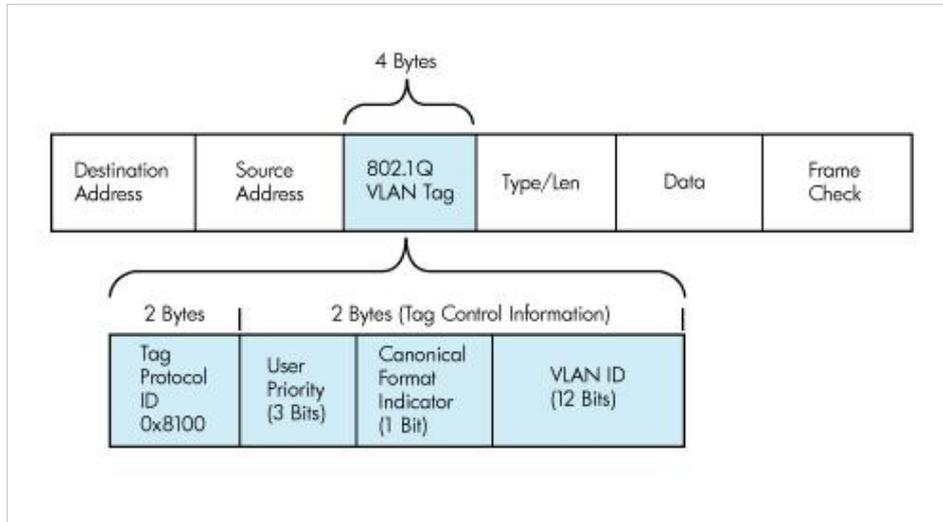 4 Bytes
Destination
Address
Source
Address
802.1Q
VLAN Tag
Type/Len
Data
Frame
Check
2 Bytes
2 Bytes (Tag Control Information)
Tag
Protocol
ID
0x8100
User
Priority
(3 Bits)
Canonical
Format
Indicator
(1 Bit)
VLAN ID
(12 Bits)